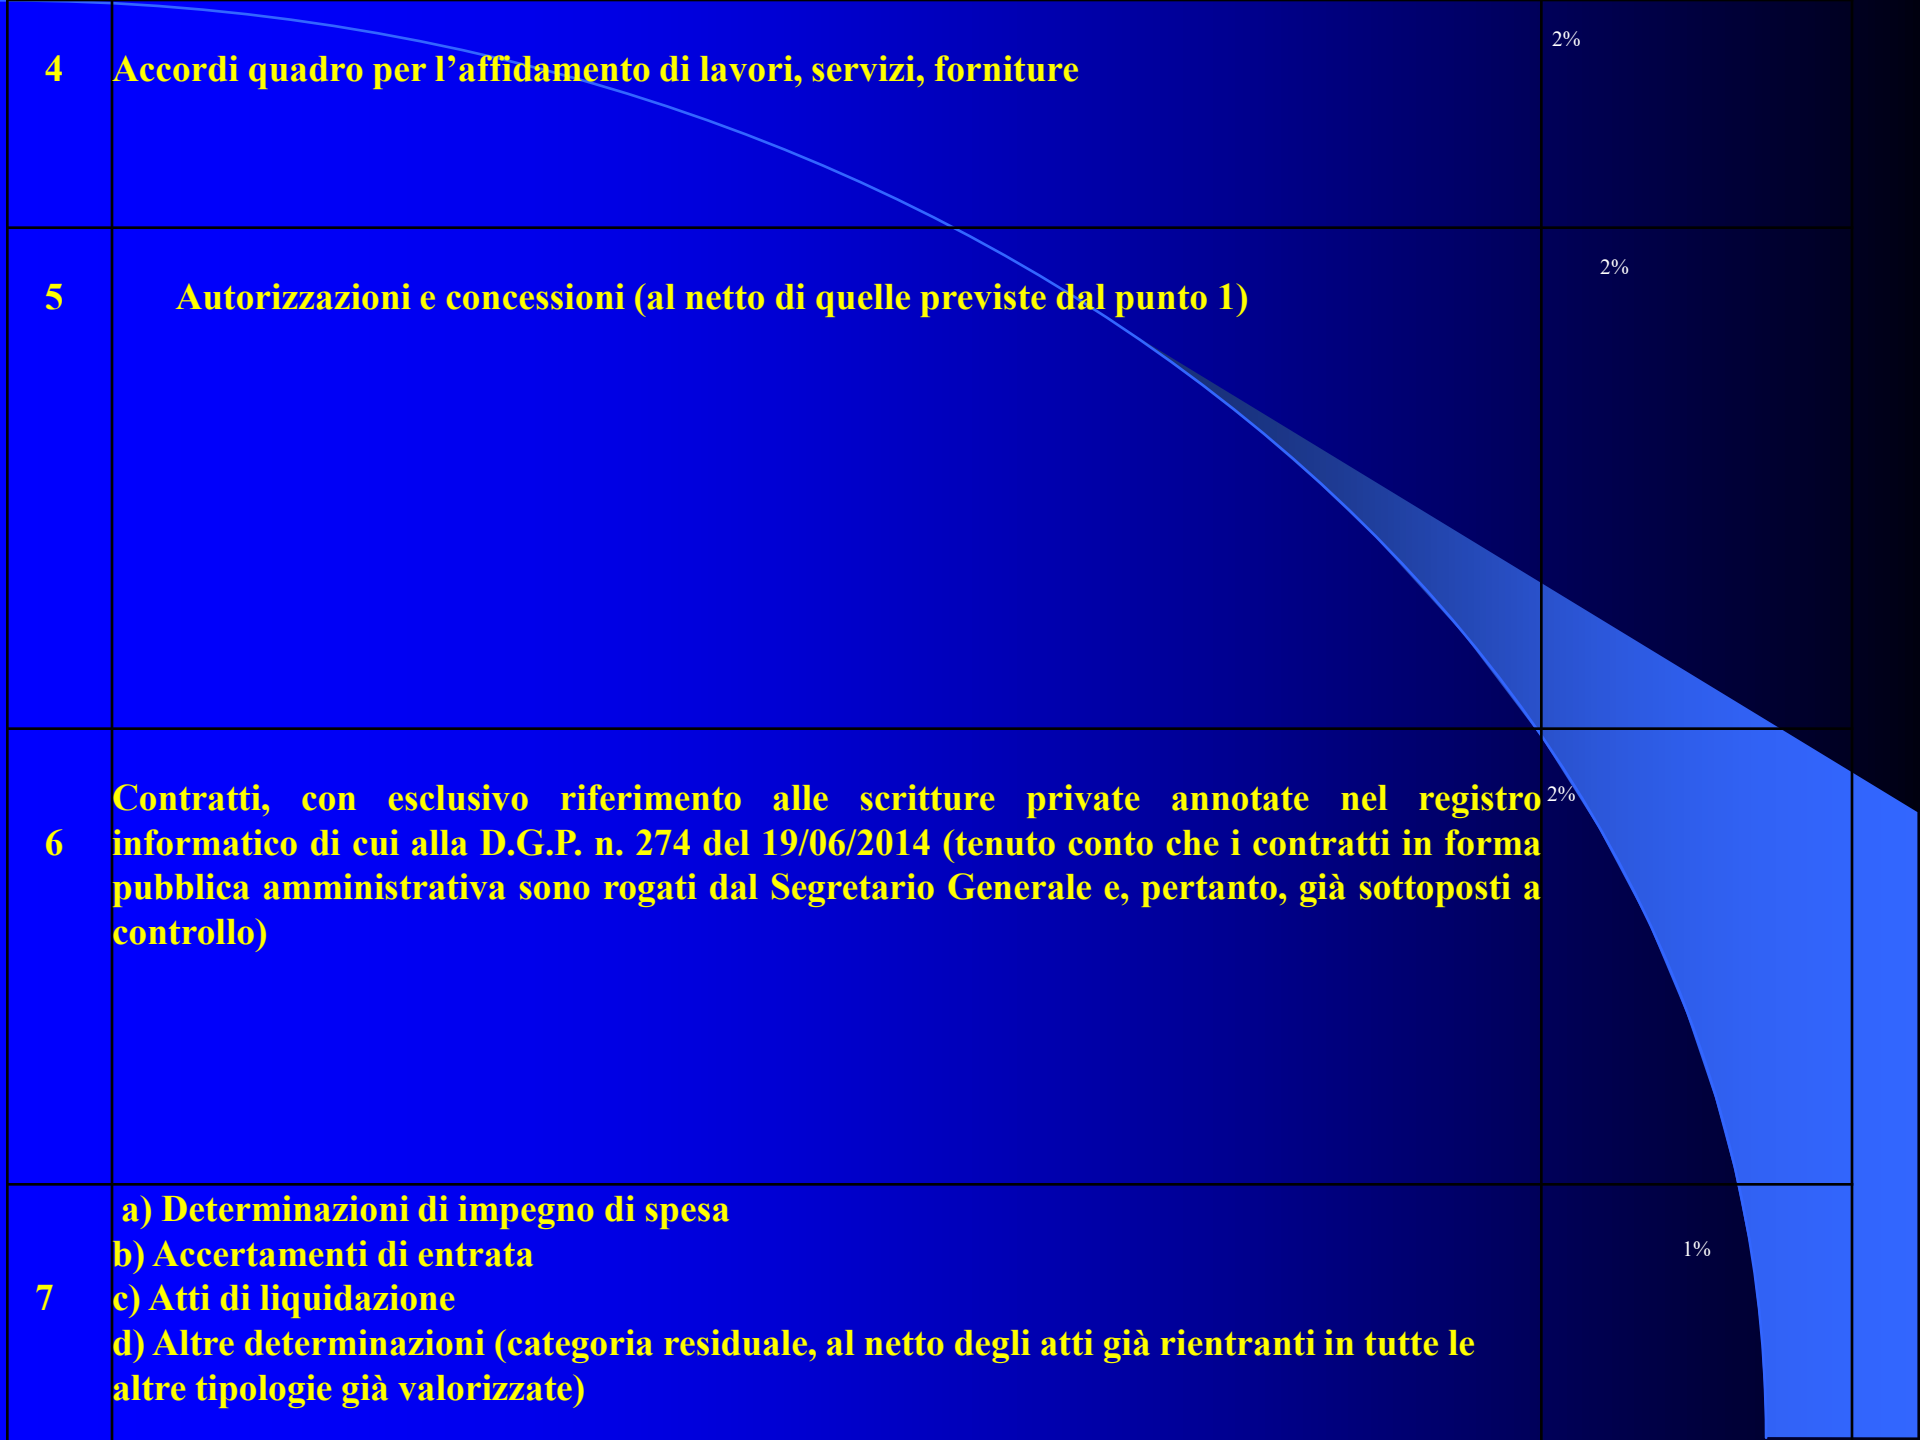 4 Accordi quadro per l’affidamento di lavori, servizi, forniture 2%
5 Autorizzazioni e concessioni (al netto di quelle previste dal punto 1) 2%
Contratti, con esclusivo riferimento alle scritture private annotate nel registro 2%
6 informatico di cui alla D.G.P. n. 274 del 19/06/2014 (tenuto conto che i contratti in forma
pubblica amministrativa sono rogati dal Segretario Generale e, pertanto, già sottoposti a
controllo)
a) Determinazioni di impegno di spesa
b) Accertamenti di entrata 1%
7 c) Atti di liquidazione
d) Altre determinazioni (categoria residuale, al netto degli atti già rientranti in tutte le
altre tipologie già valorizzate)